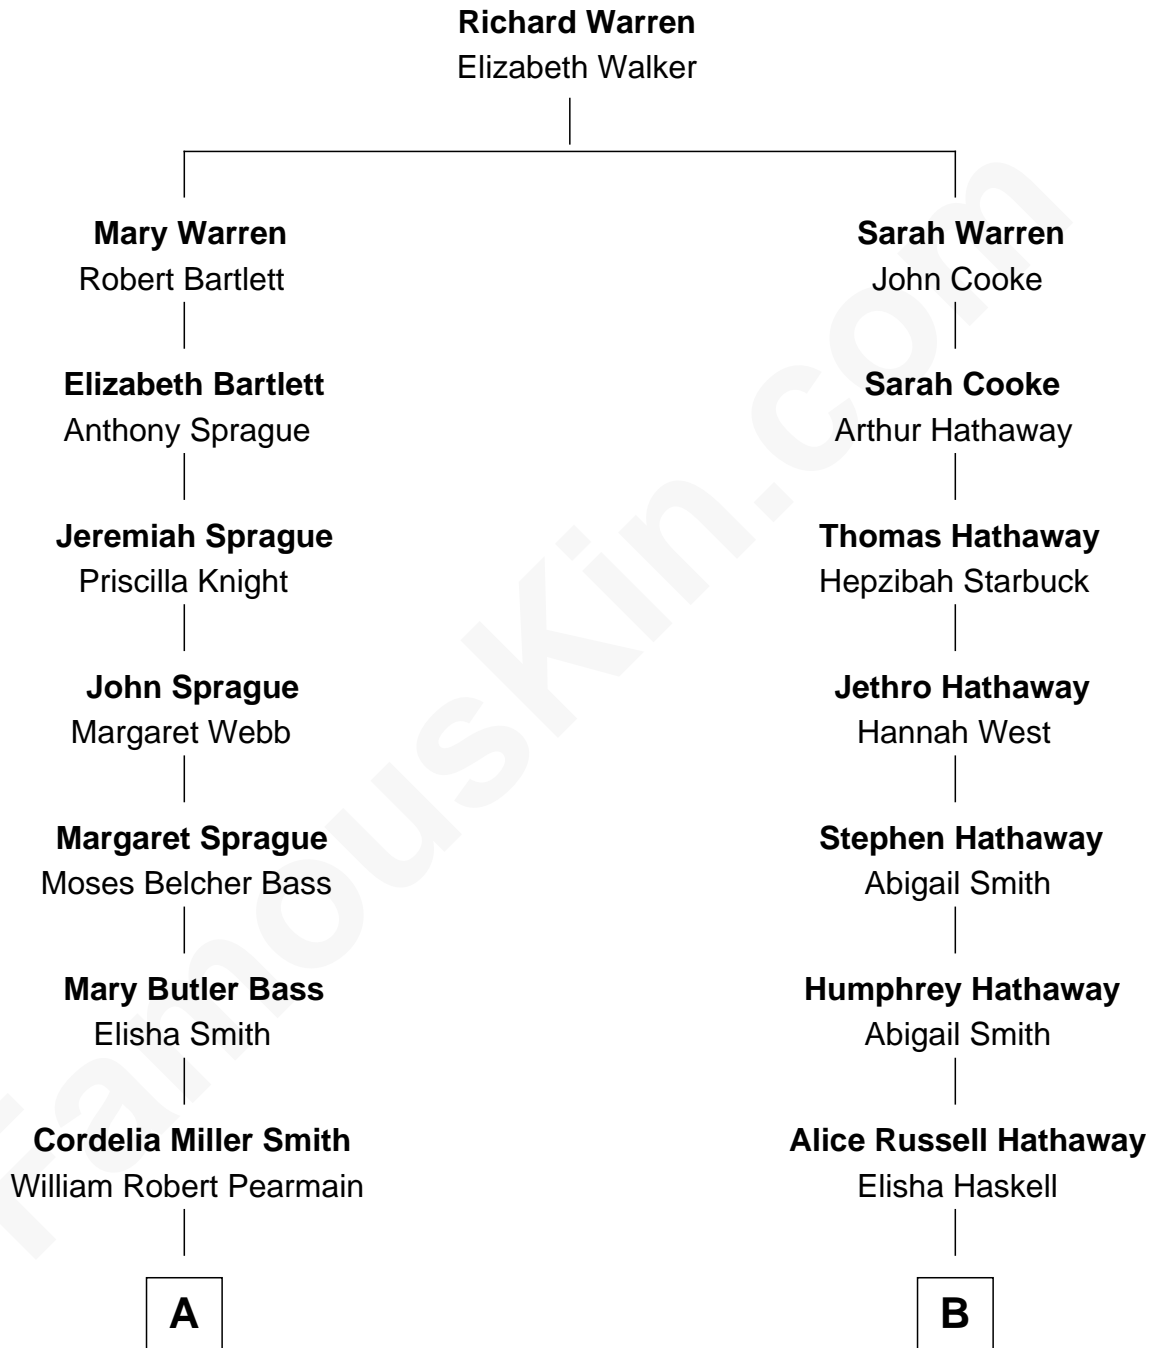 Richard Warren
Elizabeth Walker
Mary Warren
Robert Bartlett
Elizabeth Bartlett
Anthony Sprague
Jeremiah Sprague
Priscilla Knight
John Sprague
Margaret Webb
Margaret Sprague
Moses Belcher Bass
Mary Butler Bass
Elisha Smith
Cordelia Miller Smith
William Robert Pearmain
A
Sarah Warren
John Cooke
Sarah Cooke
Arthur Hathaway
Thomas Hathaway
Hepzibah Starbuck
Jethro Hathaway
Hannah West
Stephen Hathaway
Abigail Smith
Humphrey Hathaway
Abigail Smith
Alice Russell Hathaway
Elisha Haskell
B
FamousKin.com